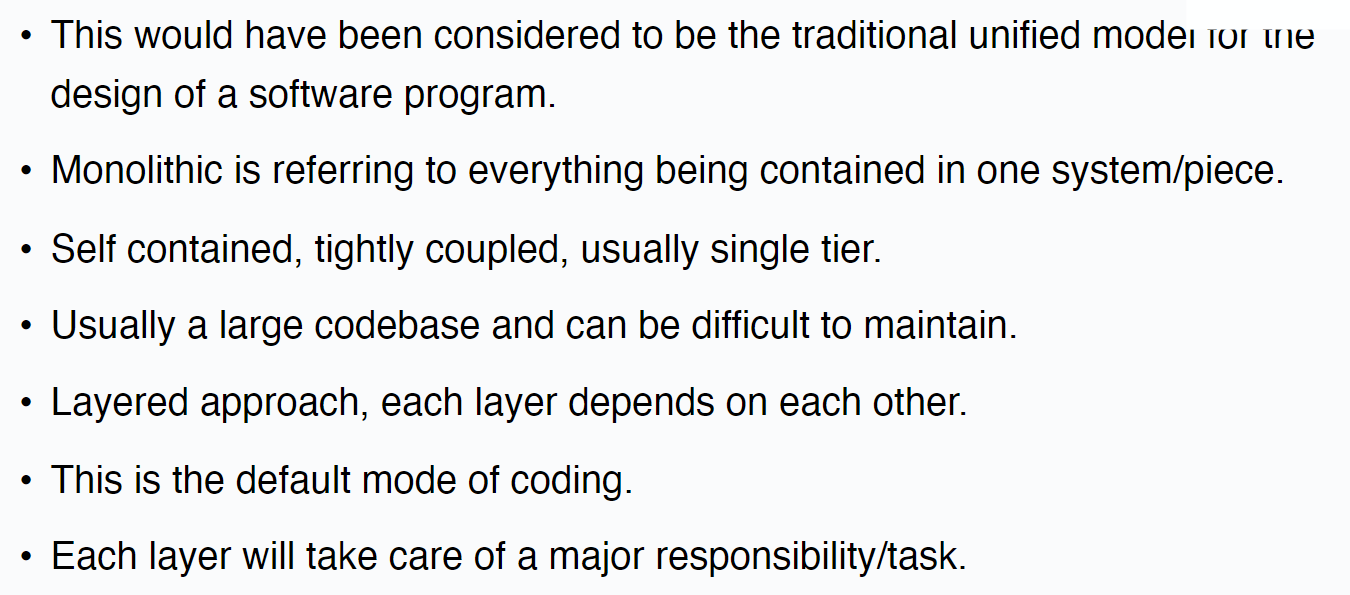 • This would have been considered to be the traditional unified model for the
design of a software program.
• Monolithic is referring to everything being contained in one system/piece.
• Self contained, tightly coupled, usually single tier.
• Usually a large codebase and can be difficult to maintain.
• Layered approach, each layer depends on each other.
• This is the default mode of coding.
• Each layer will take care of a major responsibility/task.